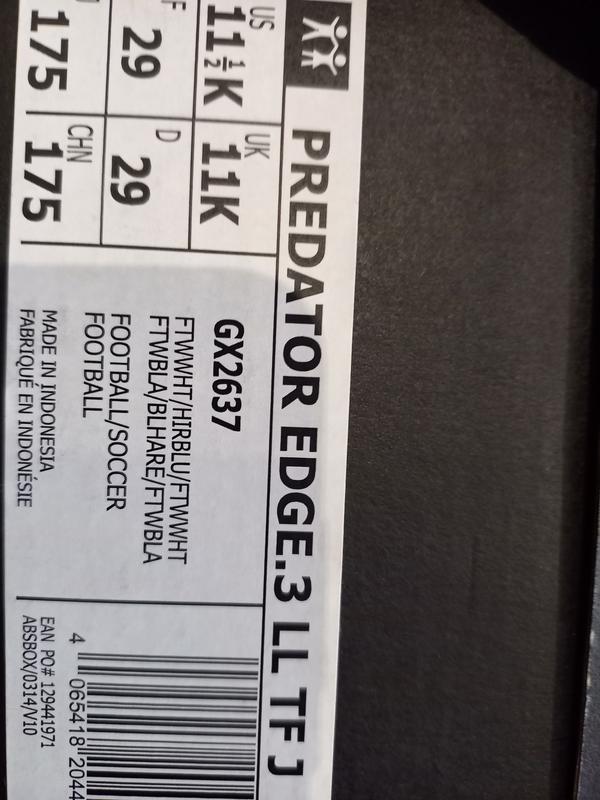 PREDATOR EDGE.3 LL TF J
US
11½K
UK
11K
F
29
D
29
175
CHN
175
GX2637
FTWWHT/HIRBLU/FTWWHT
FTWBLA/BLHARE/FTWBLA
FOOTBALL/SOCCER
FOOTBALL
MADE IN INDONESIA
FABRIQUÉ EN INDONÉSIE
4 065418 2044
EAN PO# 129441971
ABSBOX/0314/V10